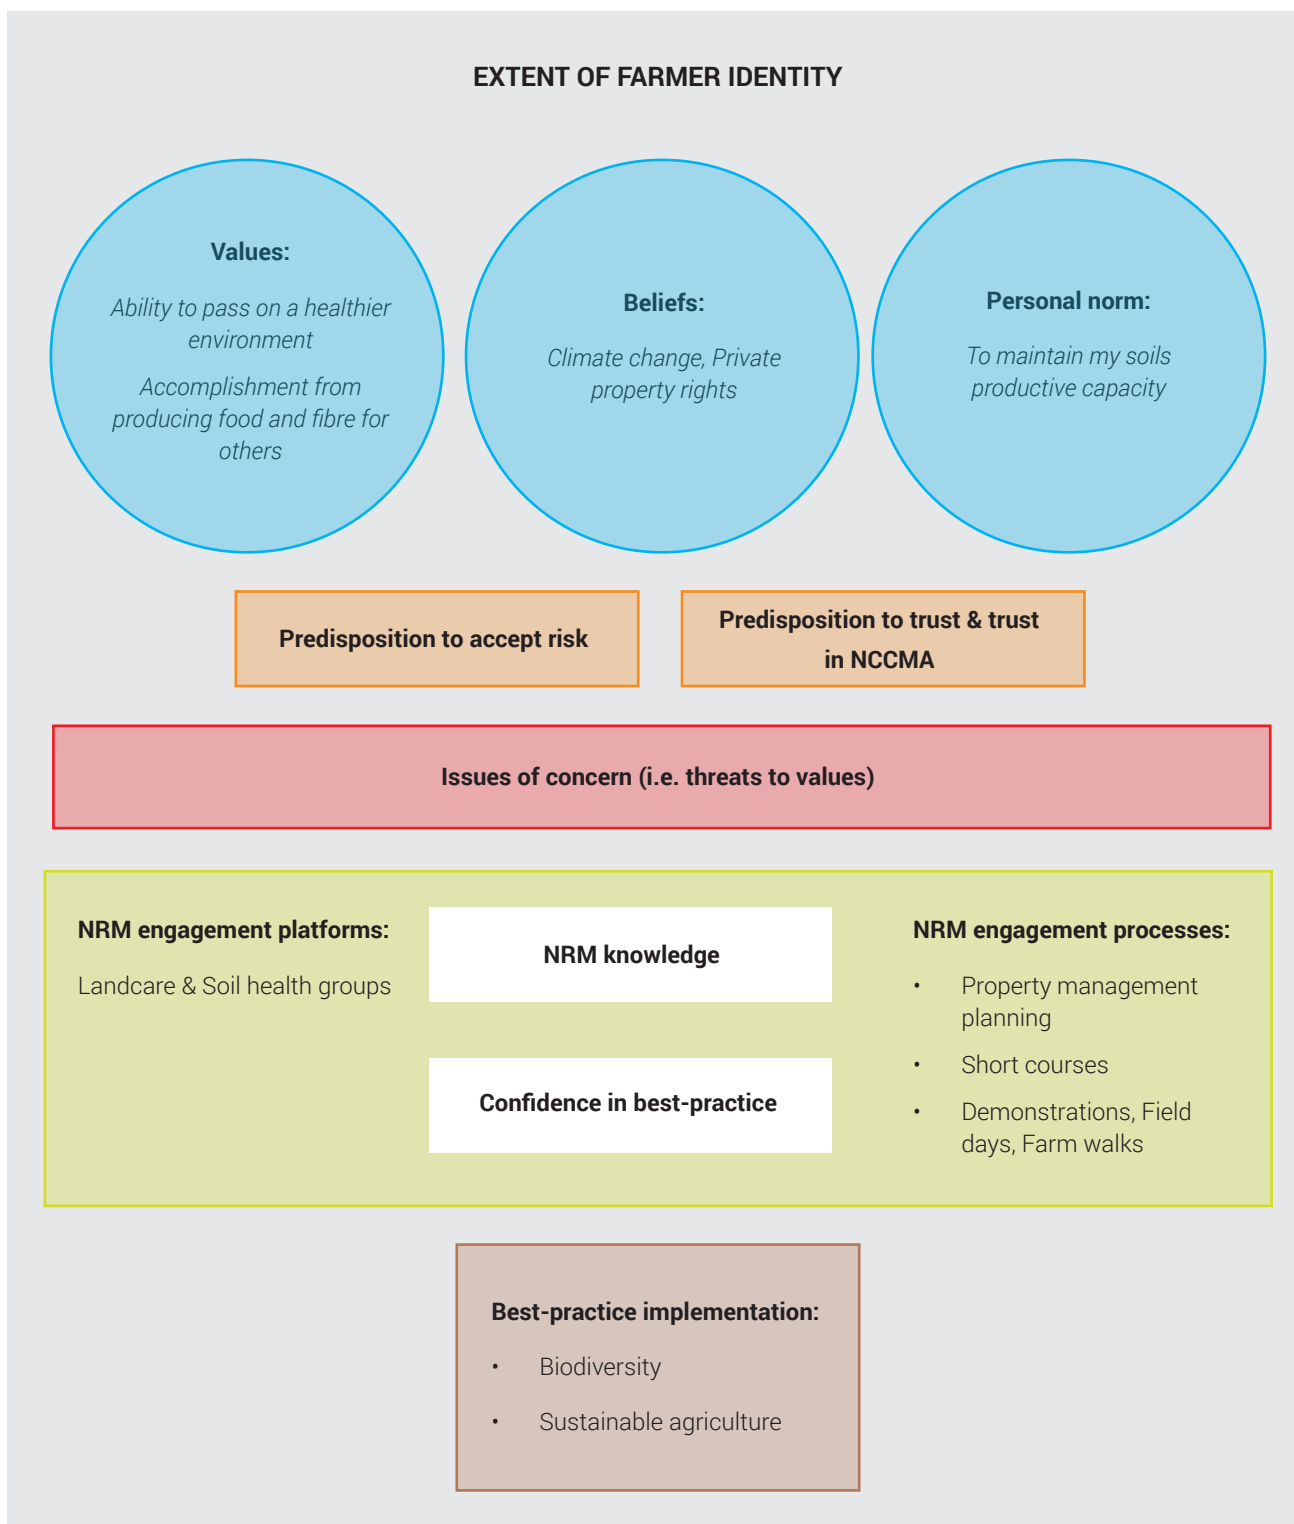 EXTENT OF FARMER IDENTITY
Values:
Ability to pass on a healthier
environment
Accomplishment from
producing food and fibre for
others
Beliefs:
Climate change, Private
property rights
Personal norm:
To maintain my soils
productive capacity
Predisposition to accept risk
Predisposition to trust & trust
in NCCMA
Issues of concern (i.e. threats to values)
NRM engagement platforms:
Landcare & Soil health groups
NRM knowledge
Confidence in best-practice
NRM engagement processes:
• Property management
planning
• Short courses
• Demonstrations, Field
days, Farm walks
Best-practice implementation:
• Biodiversity
• Sustainable agriculture